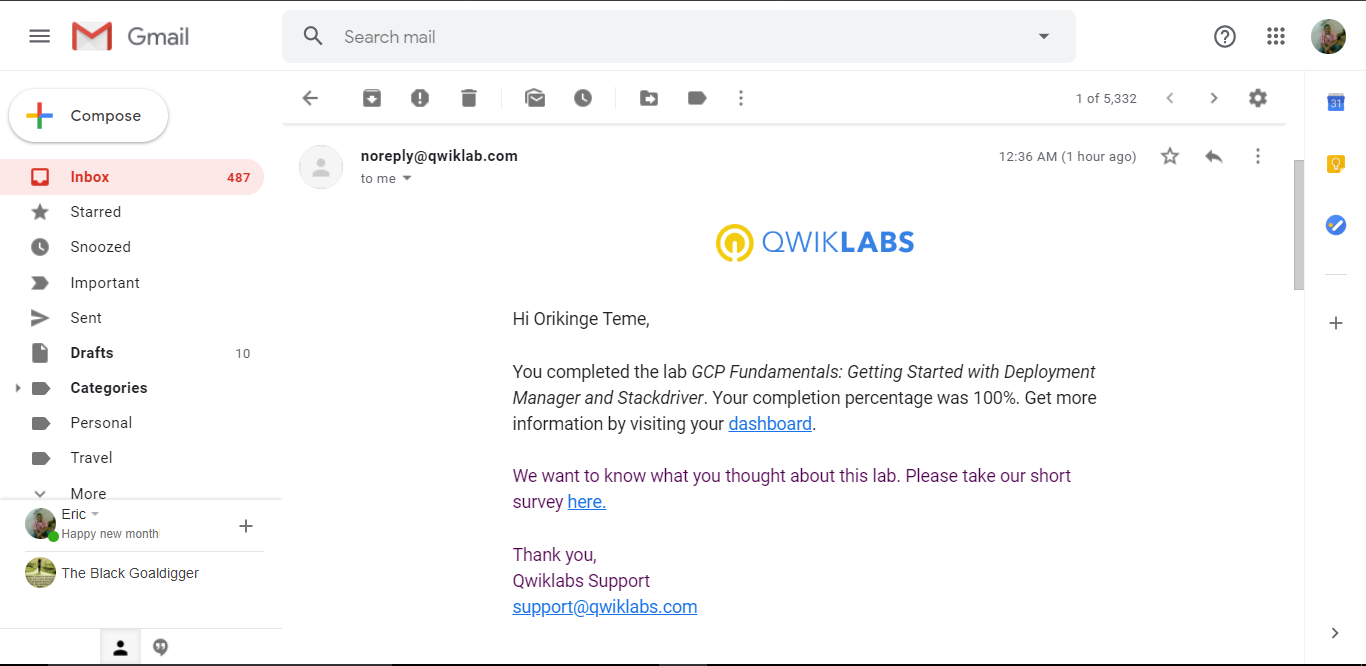 Gmail
Search mail
Compose
1 of 5,332
31
Inbox 487
Starred
Snoozed
Important
Sent
Drafts 10
Categories
Personal
Travel
More
Eric
Happy new month
The Black Goaldigger
noreply@qwiklab.com
12:36 AM (1 hour ago)
to me
QWIKLABS
Hi Orikinge Teme,
You completed the lab GCP Fundamentals: Getting Started with Deployment
Manager and Stackdriver. Your completion percentage was 100%. Get more
information by visiting your dashboard.
We want to know what you thought about this lab. Please take our short
survey here.
Thank you,
Qwiklabs Support
support@qwiklabs.com